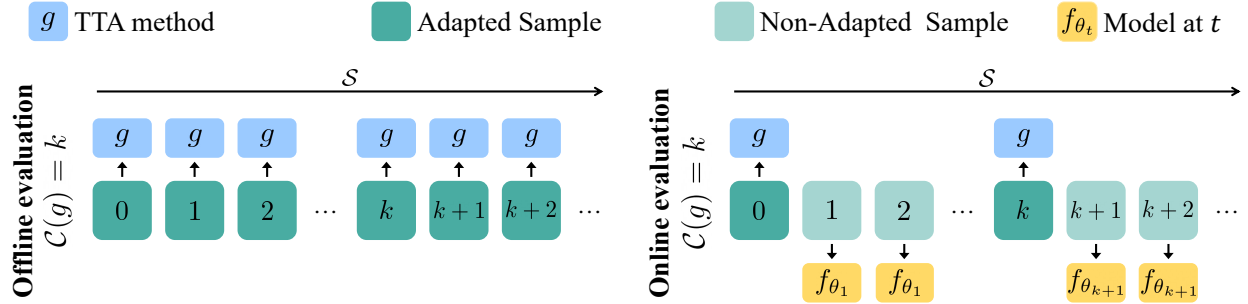 g TTA method Adapted Sample Non-Adapted Sample f_{θ_t} Model at t
Offline evaluation
C(g) = k
S
g g g g g g
0 1 2 ... k k + 1 k + 2 ...
Online evaluation
C(g) = k
S
g g
0 1 2 ... k k + 1 k + 2 ...
f_{θ_1} f_{θ_1} f_{θ_{k+1}} f_{θ_{k+1}}